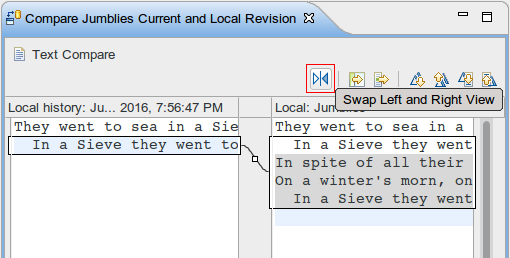 Compare Jumblies Current and Local Revision
Text Compare
Swap Left and Right View
Local history: Ju... 2016, 7:56:47 PM
Local: Jumblies
They went to sea in a Sie
In a Sieve they went to
They went to sea in a
In a Sieve they went
In spite of all their
On a winter's morn, on
In a Sieve they went